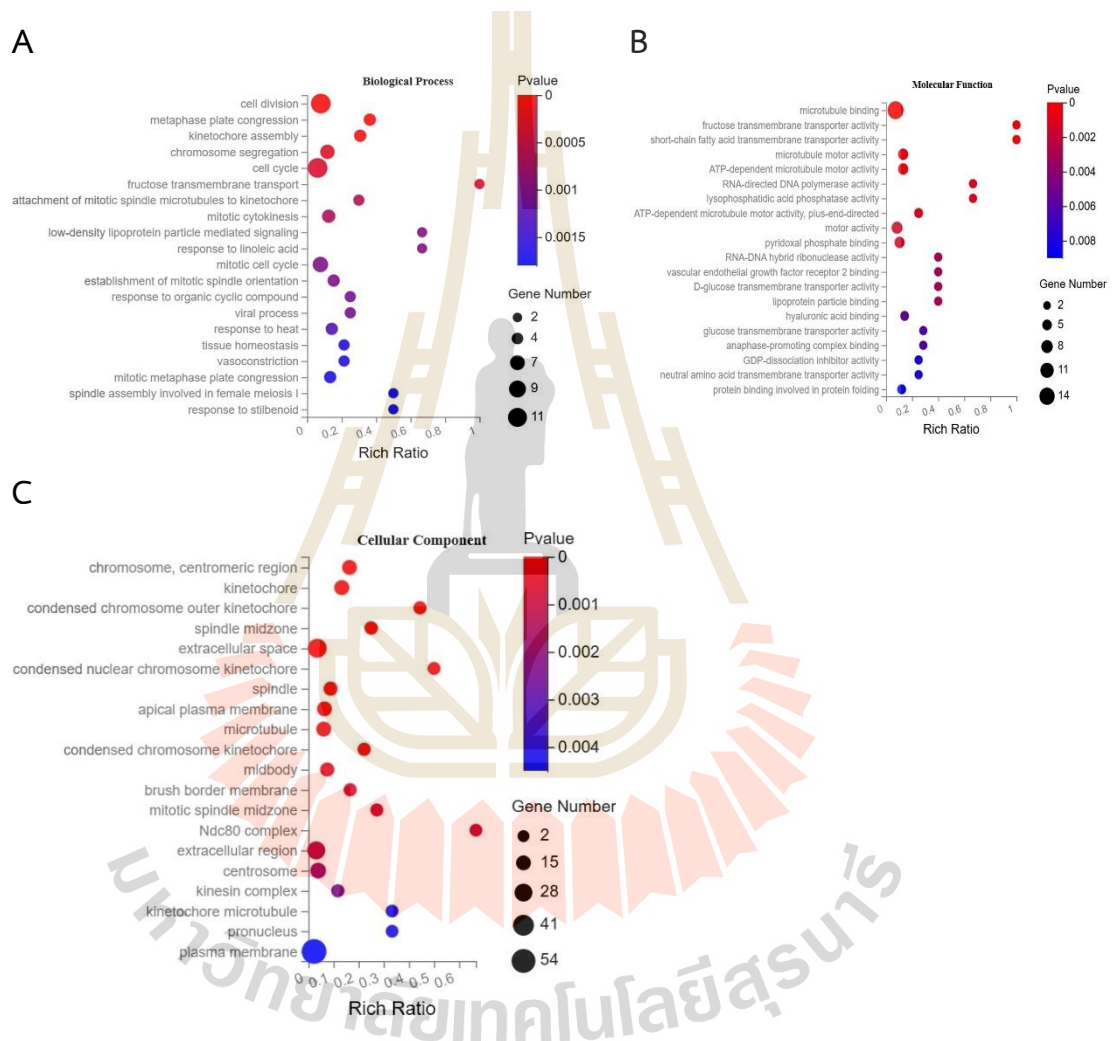 A
Biological Process
cell division
metaphase plate congression
kinetochore assembly
chromosome segregation
cell cycle
fructose transmembrane transport
attachment of mitotic spindle microtubules to kinetochore
mitotic cytokinesis
low-density lipoprotein particle mediated signaling
response to linoleic acid
mitotic cell cycle
establishment of mitotic spindle orientation
response to organic cyclic compound
viral process
response to heat
tissue homeostasis
vasoconstriction
mitotic metaphase plate congression
spindle assembly involved in female meiosis I
response to stilbenoid
0 0.2 0.4 0.6 0.8 1
Rich Ratio
Pvalue
0
0.0005
0.001
0.0015
Gene Number
2
4
7
9
11
B
Molecular Function
microtubule binding
fructose transmembrane transporter activity
short-chain fatty acid transmembrane transporter activity
microtubule motor activity
ATP-dependent microtubule motor activity
RNA-directed DNA polymerase activity
lysophosphatidic acid phosphatase activity
ATP-dependent microtubule motor activity, plus-end-directed
motor activity
pyridoxal phosphate binding
RNA-DNA hybrid ribonuclease activity
vascular endothelial growth factor receptor 2 binding
D-glucose transmembrane transporter activity
lipoprotein particle binding
hyaluronic acid binding
glucose transmembrane transporter activity
anaphase-promoting complex binding
GDP-dissociation inhibitor activity
neutral amino acid transmembrane transporter activity
protein binding involved in protein folding
0 0.2 0.4 0.6 0.8 1
Rich Ratio
Pvalue
0
0.002
0.004
0.006
0.008
Gene Number
2
5
8
11
14
C
Cellular Component
chromosome, centromeric region
kinetochore
condensed chromosome outer kinetochore
spindle midzone
extracellular space
condensed nuclear chromosome kinetochore
spindle
apical plasma membrane
microtubule
condensed chromosome kinetochore
midbody
brush border membrane
mitotic spindle midzone
Ndc80 complex
extracellular region
centrosome
kinesin complex
kinetochore microtubule
pronucleus
plasma membrane
0 0.1 0.2 0.3 0.4 0.5 0.6
Rich Ratio
Pvalue
0
0.001
0.002
0.003
0.004
Gene Number
2
15
28
41
54
มหาวิทยาลัยเทคโนโลยีสุรนารี